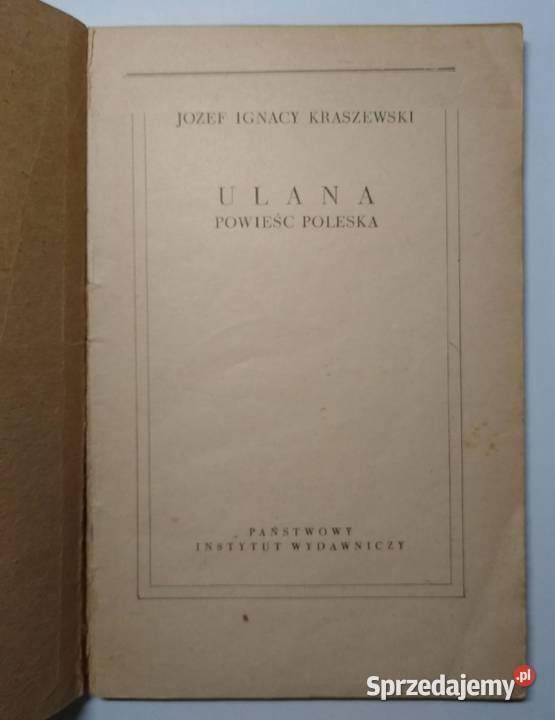 JOZEF IGNACY KRASZEWSKI
ULANA
POWIEŚC POLESKA
PAŃSTWOWY
INSTYTUT WYDAWNICZY
Sprzedajemy.pl